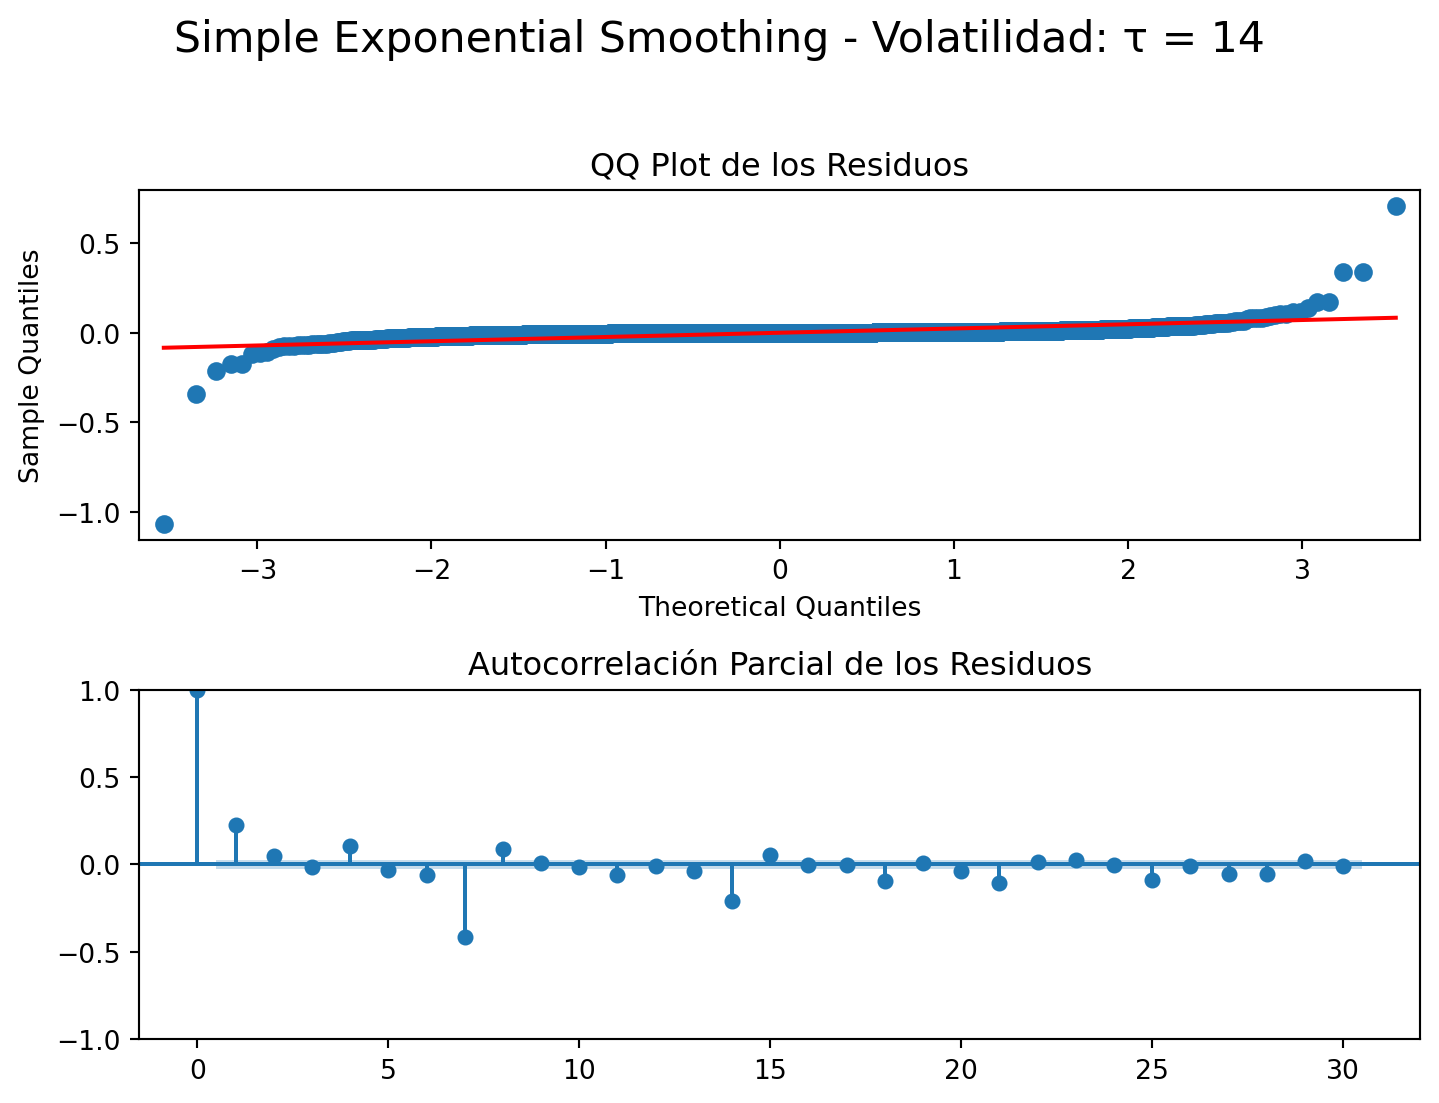 Simple Exponential Smoothing - Volatilidad: τ = 14
QQ Plot de los Residuos
Sample Quantiles
0.5
0.0
−0.5
−1.0
−3 −2 −1 0 1 2 3
Theoretical Quantiles
Autocorrelación Parcial de los Residuos
1.0
0.5
0.0
−0.5
−1.0
0 5 10 15 20 25 30